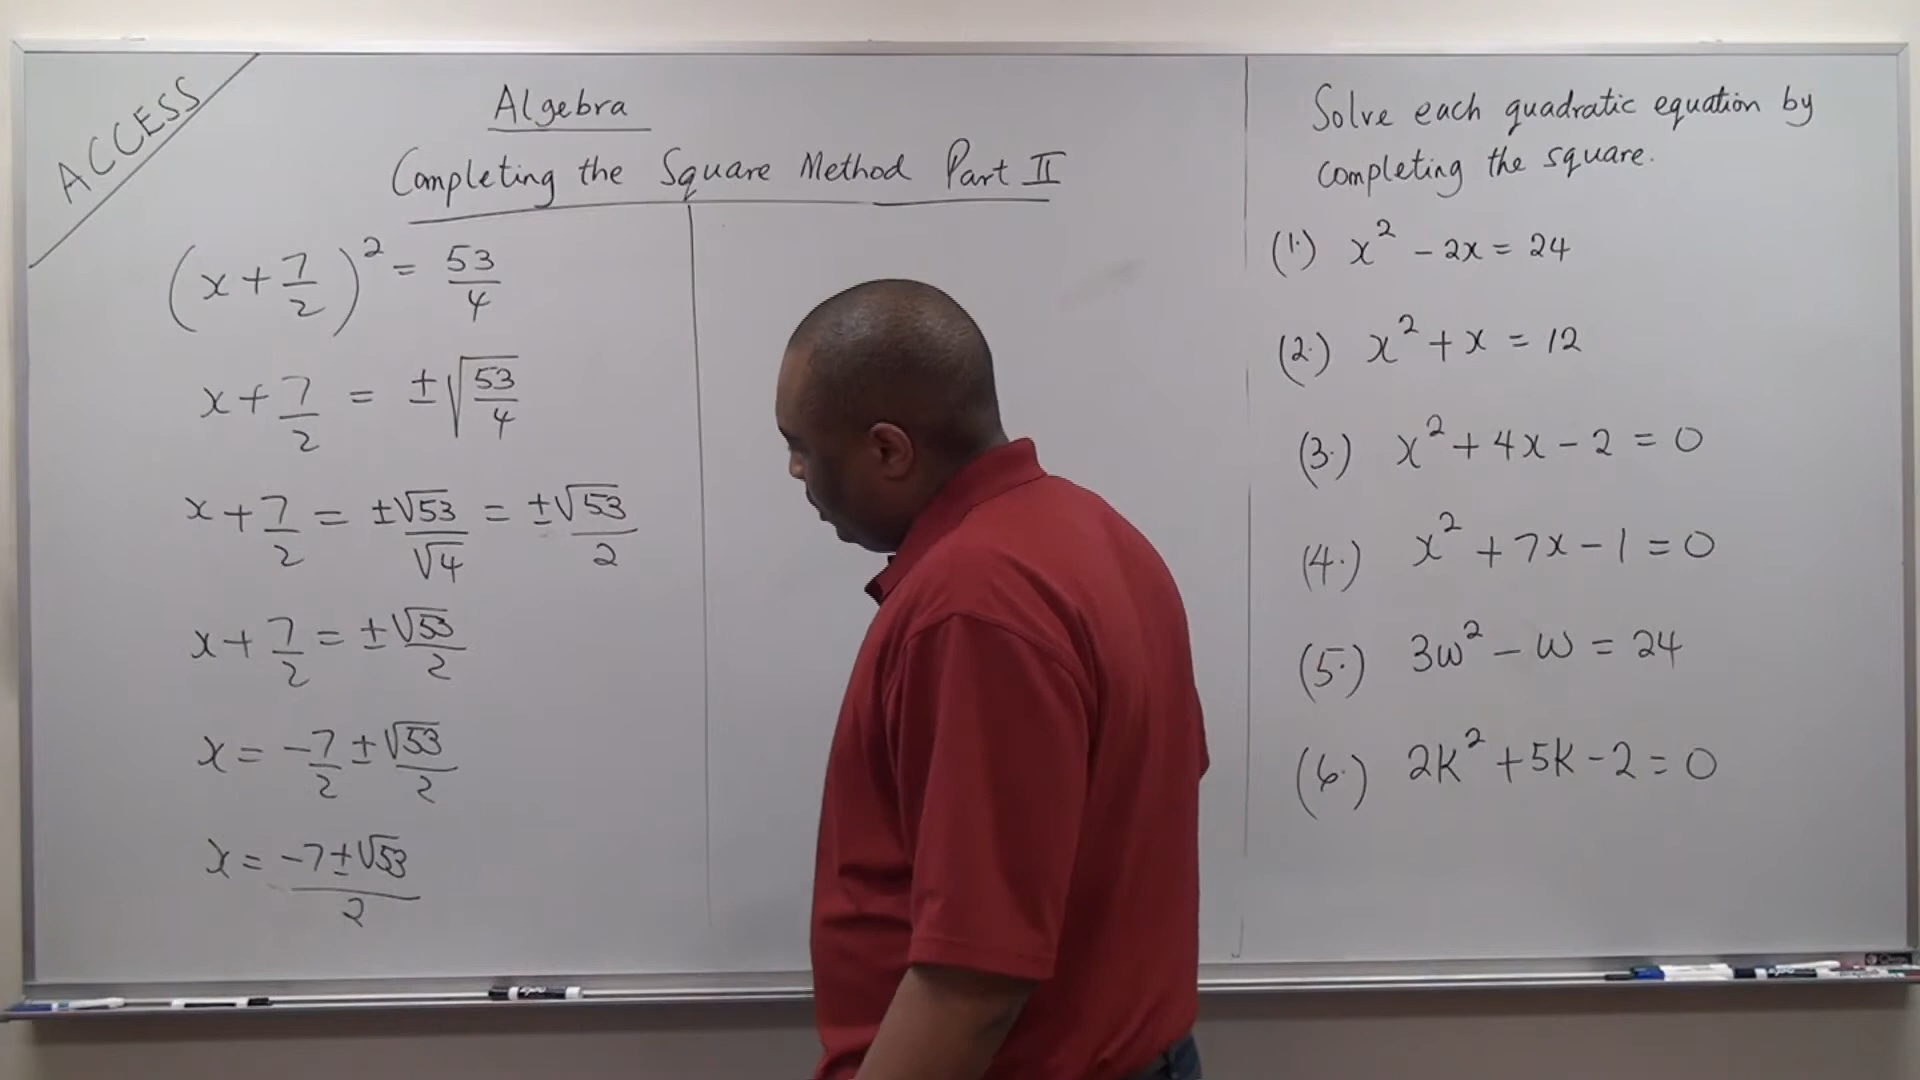 ACCESS
Algebra
Completing the Square Method Part II
(x + 7/2)² = 53/4
x + 7/2 = ±√(53/4)
x + 7/2 = ±√53/√4 = ±√53/2
x + 7/2 = ±√53/2
x = -7/2 ± √53/2
x = (-7 ± √53)/2
Solve each quadratic equation by
completing the square.
(1.) x² - 2x = 24
(2.) x² + x = 12
(3.) x² + 4x - 2 = 0
(4.) x² + 7x - 1 = 0
(5.) 3w² - w = 24
(6.) 2k² + 5k - 2 = 0